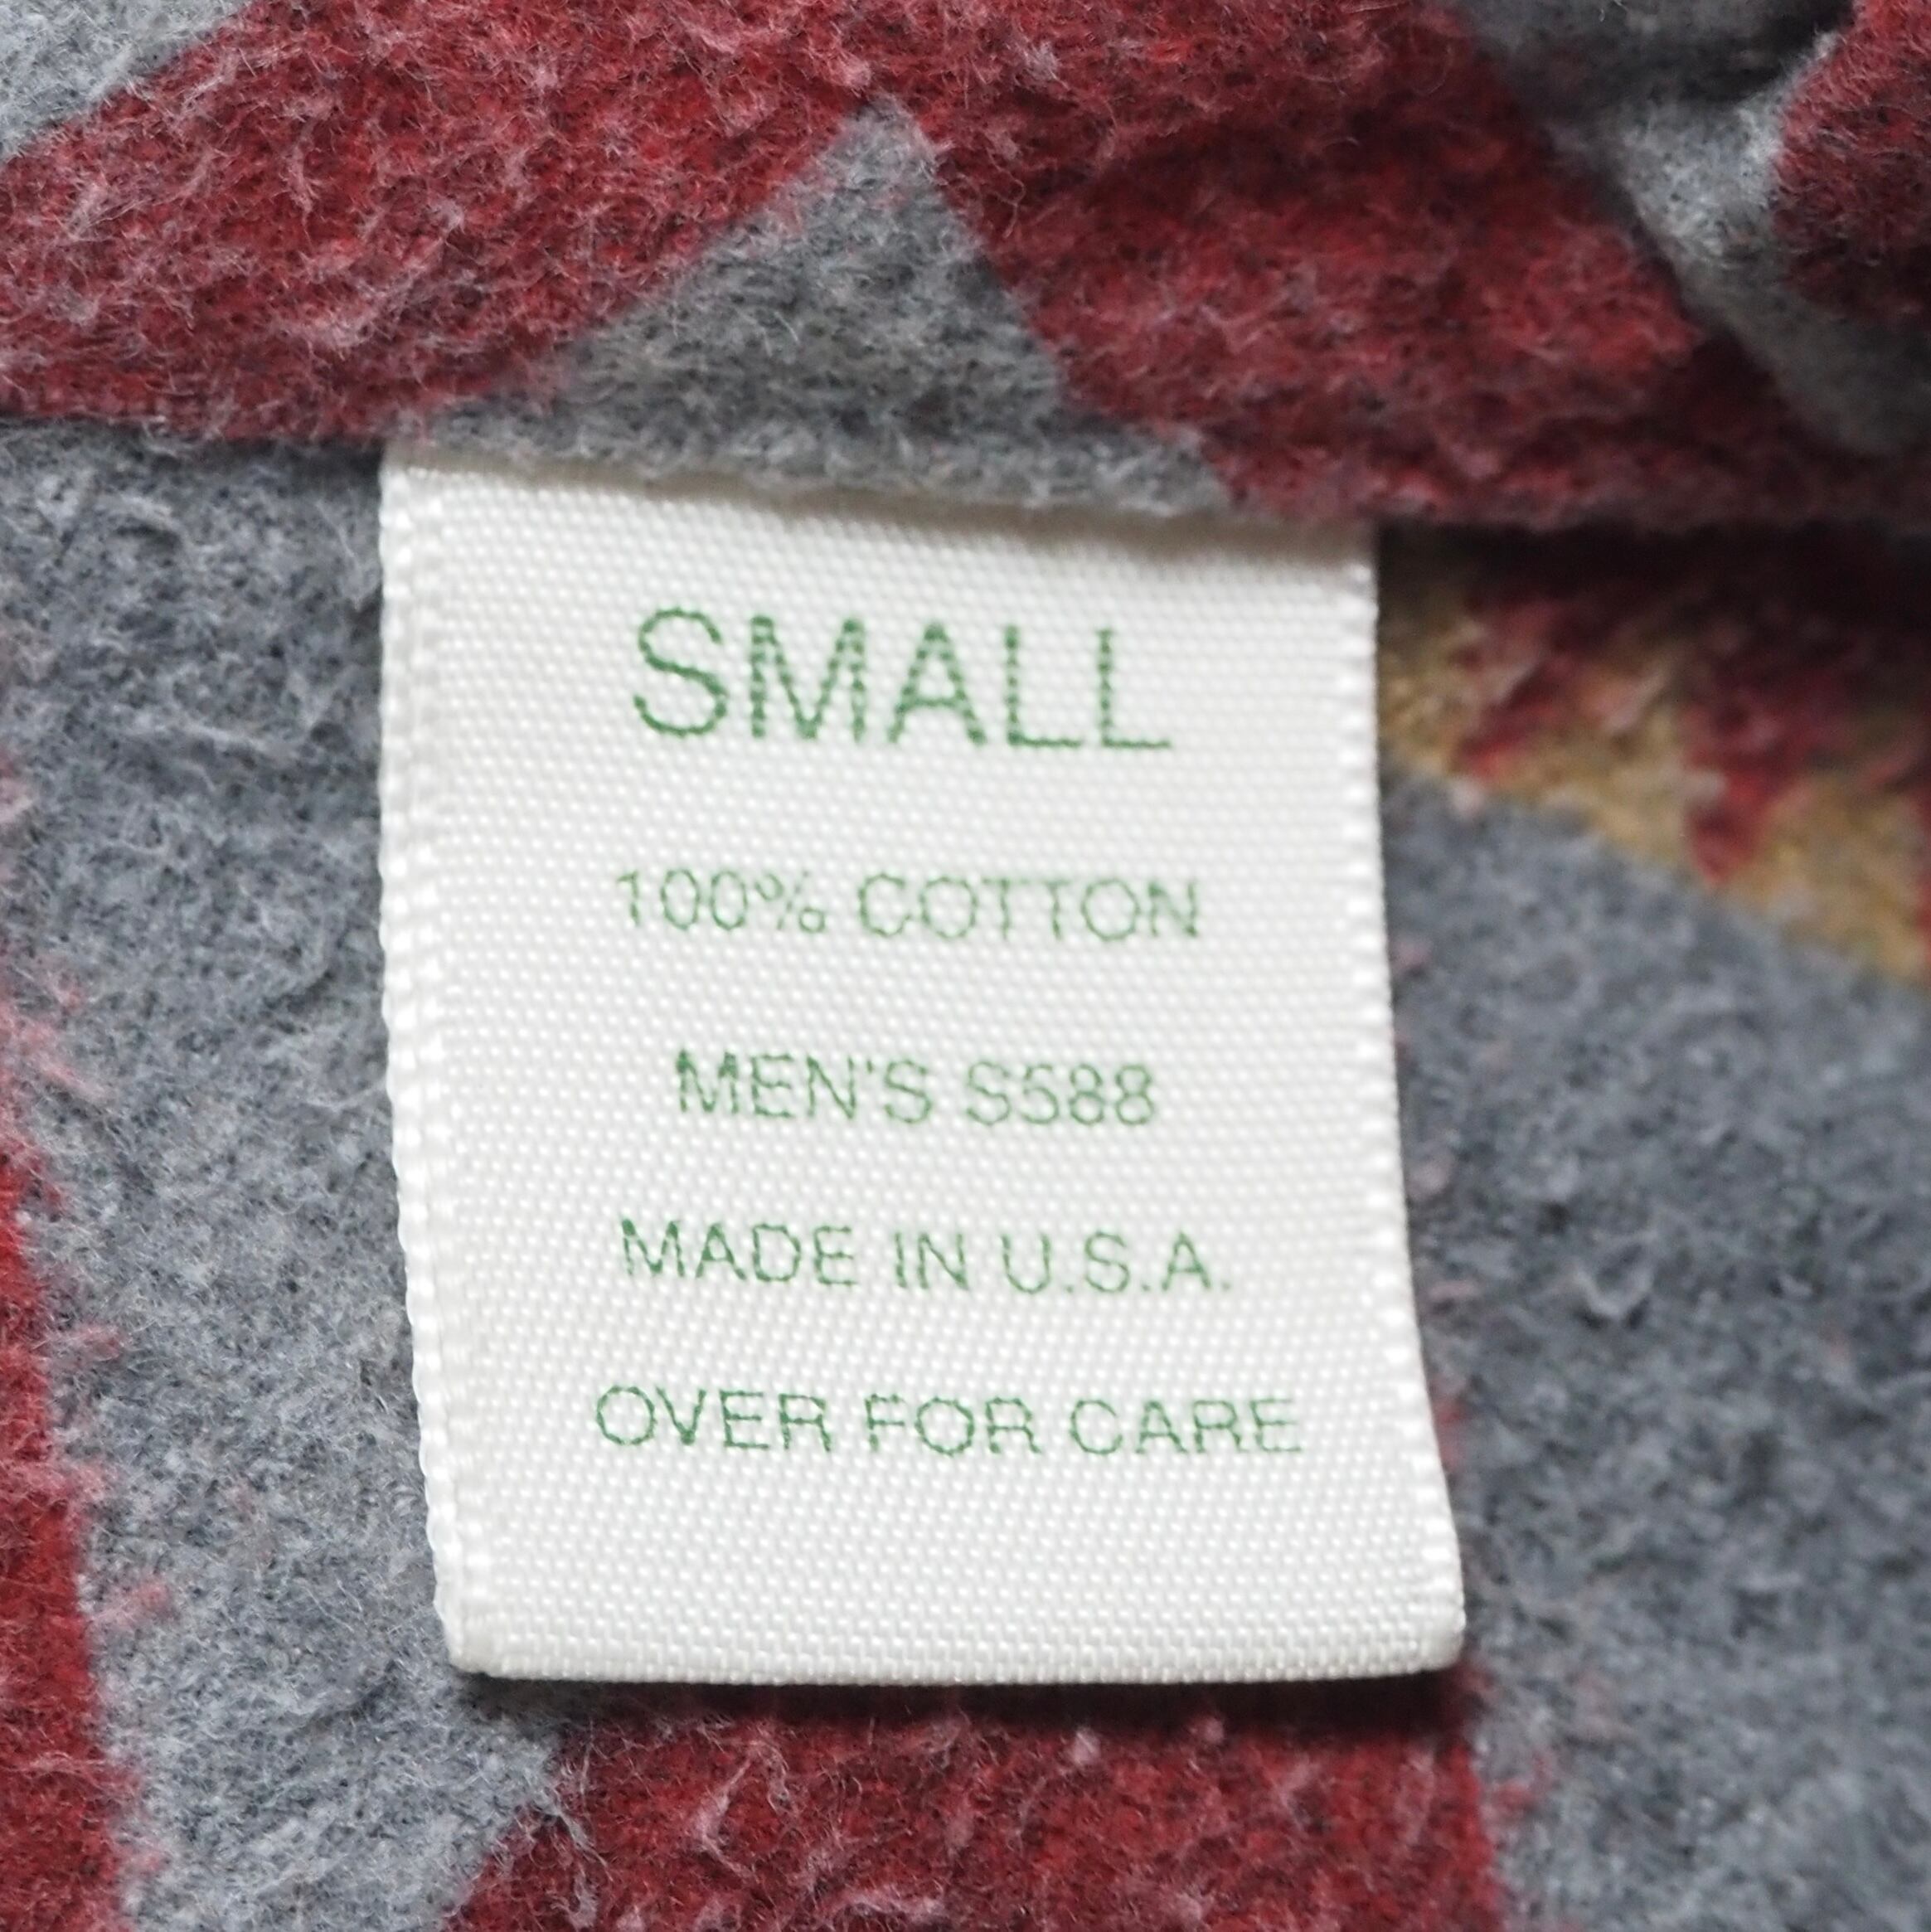 SMALL
100% COTTON
MEN'S S588
MADE IN U.S.A.
OVER FOR CARE